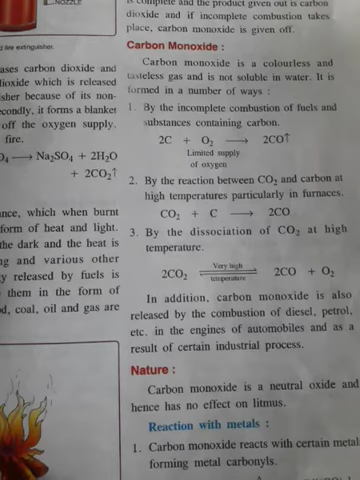 NOZZLE
fire extinguisher.
ases carbon dioxide and
dioxide which is released
isher because of its non-
econdly, it forms a blanket
off the oxygen supply.
fire.
O₄ ⟶ Na₂SO₄ + 2H₂O
+ 2CO₂↑
ance, which when burnt
form of heat and light.
the dark and the heat is
ng and various other
y released by fuels is
them in the form of
od, coal, oil and gas are
is complete and the product given out is carbon
dioxide and if incomplete combustion takes
place, carbon monoxide is given off.
Carbon Monoxide :
Carbon monoxide is a colourless and
tasteless gas and is not soluble in water. It is
formed in a number of ways :
1. By the incomplete combustion of fuels and
substances containing carbon.
2C + O₂ ⟶ 2CO↑
Limited supply
of oxygen
2. By the reaction between CO₂ and carbon at
high temperatures particularly in furnaces.
CO₂ + C ⟶ 2CO
3. By the dissociation of CO₂ at high
temperature.
2CO₂ ⇌ 2CO + O₂
Very high
temperature
In addition, carbon monoxide is also
released by the combustion of diesel, petrol,
etc. in the engines of automobiles and as a
result of certain industrial process.
Nature :
Carbon monoxide is a neutral oxide and
hence has no effect on litmus.
Reaction with metals :
1. Carbon monoxide reacts with certain metal
forming metal carbonyls.